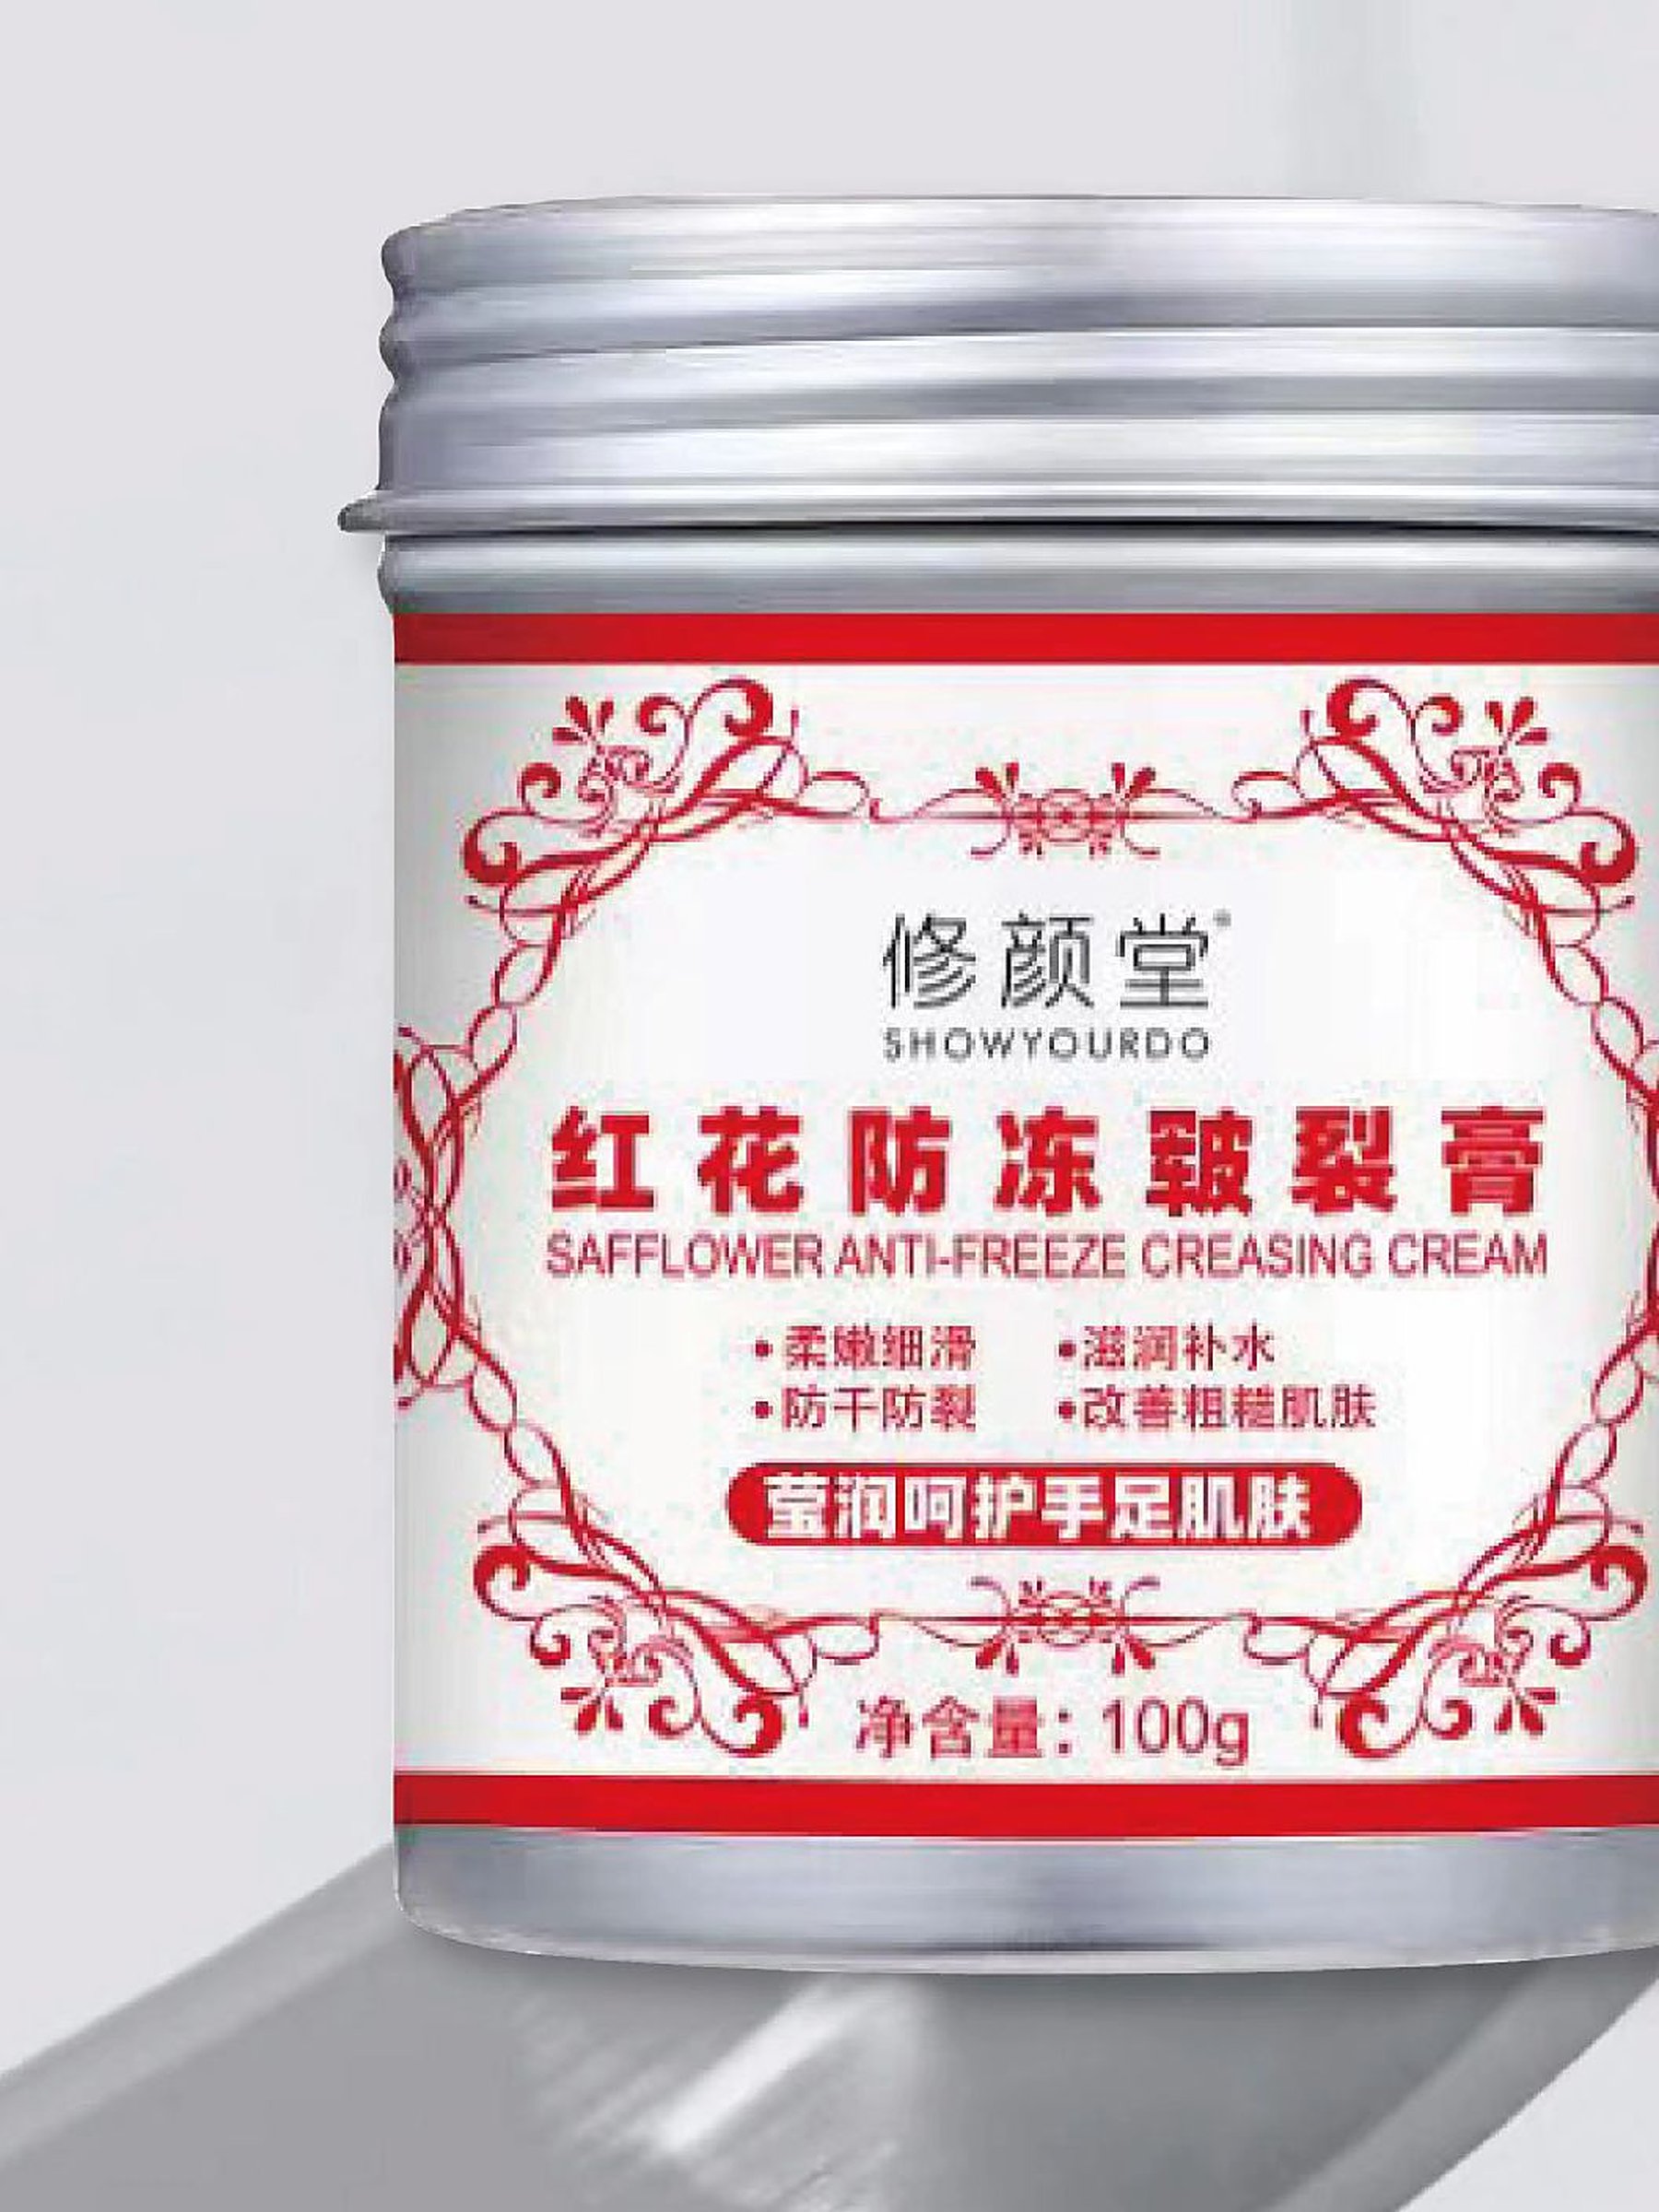 修颜堂®
SHOWYOURDO
红花防冻皲裂膏
SAFFLOWER ANTI-FREEZE CREASING CREAM
•柔嫩细滑 •滋润补水
•防干防裂 •改善粗糙肌肤
莹润呵护手足肌肤
净含量：100g